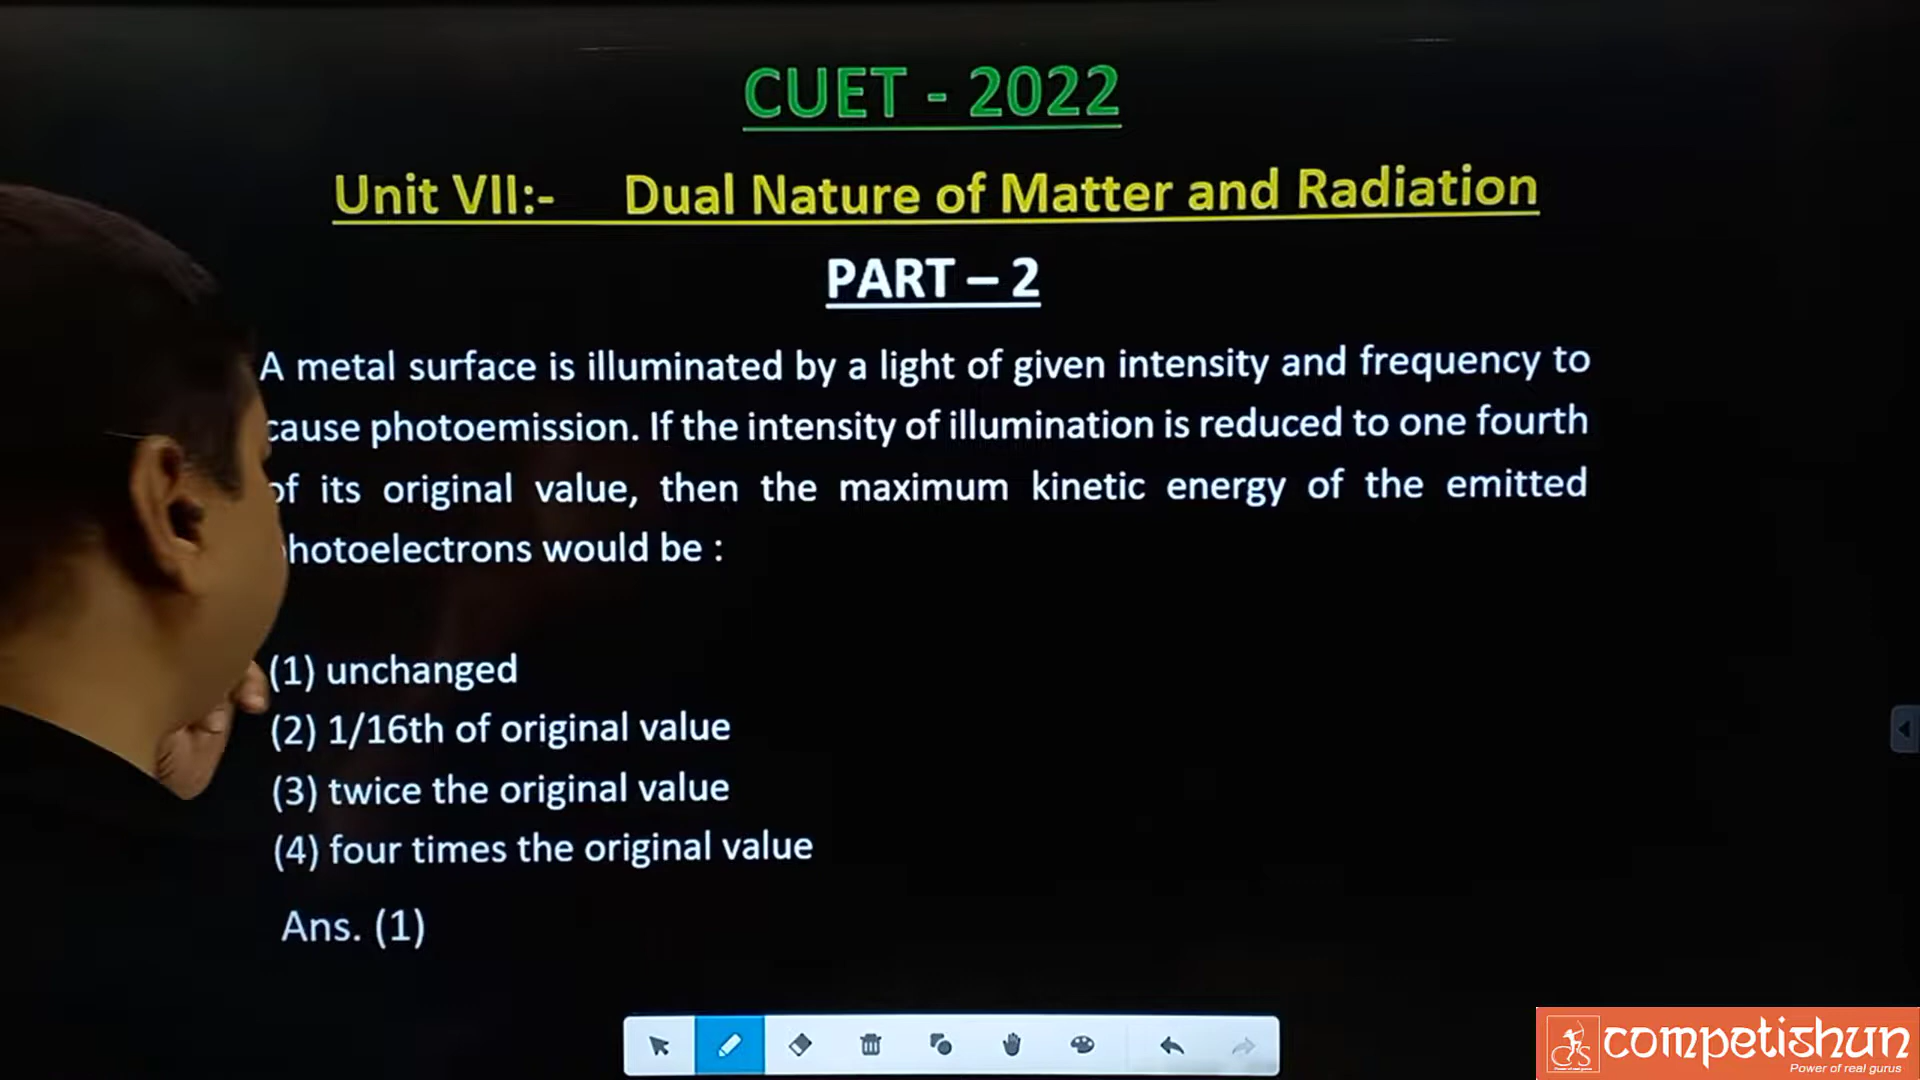 CUET - 2022
Unit VII:- Dual Nature of Matter and Radiation
PART – 2
A metal surface is illuminated by a light of given intensity and frequency to
cause photoemission. If the intensity of illumination is reduced to one fourth
of its original value, then the maximum kinetic energy of the emitted
photoelectrons would be :
(1) unchanged
(2) 1/16th of original value
(3) twice the original value
(4) four times the original value
Ans. (1)
competishun
Power of real gurus